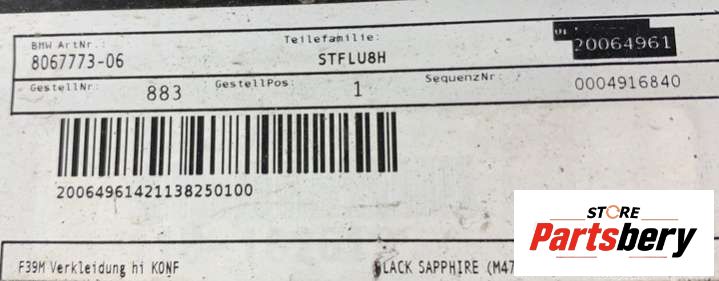 BMW ArtNr.: Teilefamilie: 20064961
8067773-06 STFLU8H
GestellNr: 883 GestellPos: 1 SequenzNr: 0004916840
20064961421138250100
STORE
Partsbery
F39M Verkleidung hi KONF LACK SAPPHIRE (M47